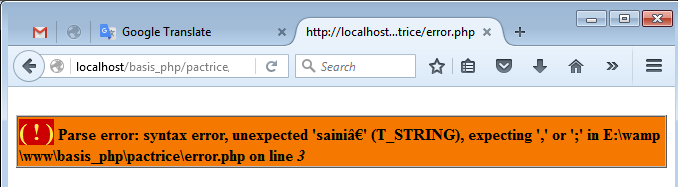 Google Translate
http://localhost...trice/error.php
localhost/basis_php/pactrice/
Search
( ! ) Parse error: syntax error, unexpected 'sainiâ€' (T_STRING), expecting ',' or ';' in E:\wamp
\www\basis_php\pactrice\error.php on line 3